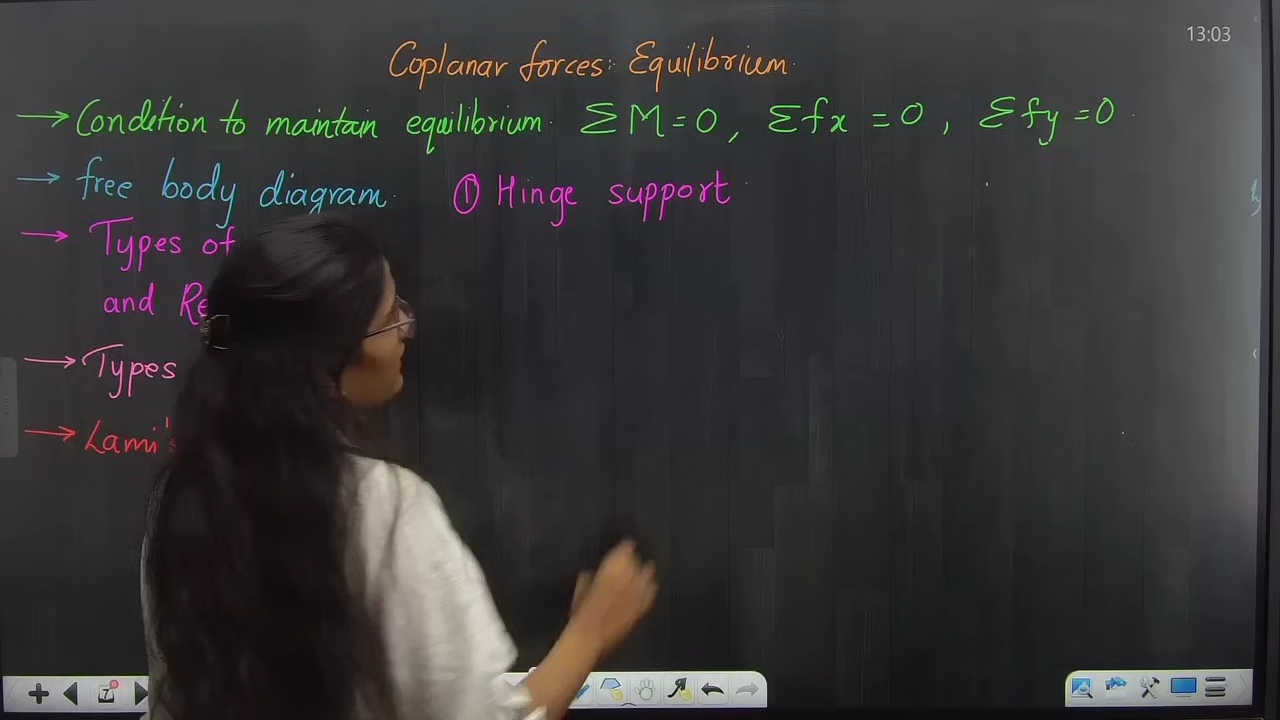 13:03
Coplanar forces: Equilibrium.
→ Condition to maintain equilibrium. ΣM=0, Σfx=0, Σfy=0.
→ free body diagram. ① Hinge support
→ Types of
and
→ Types
→ Lami's